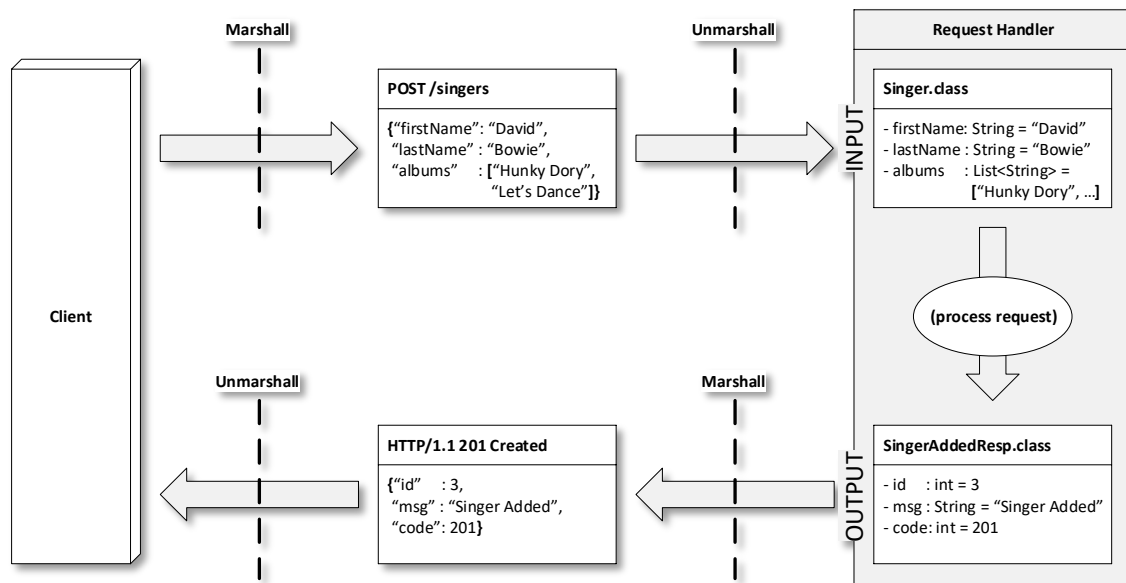 Marshall
Unmarshall
Request Handler
Client
POST /singers
{“firstName”: “David”,
“lastName” : “Bowie”,
“albums” : [“Hunky Dory”,
“Let’s Dance”]}
INPUT
Singer.class
- firstName: String = “David”
- lastName : String = “Bowie”
- albums : List<String> =
[“Hunky Dory”, ...]
(process request)
Unmarshall
Marshall
HTTP/1.1 201 Created
{“id” : 3,
“msg” : “Singer Added”,
“code”: 201}
OUTPUT
SingerAddedResp.class
- id : int = 3
- msg : String = “Singer Added”
- code: int = 201